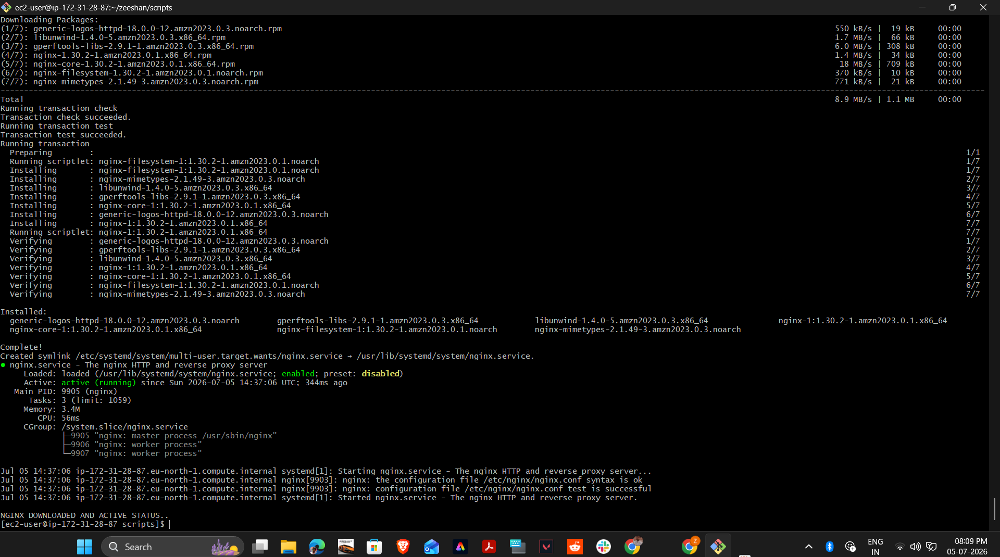 ec2-user@ip-172-31-28-87:~/zeeshan/scripts
Downloading Packages:
(1/7): generic-logos-httpd-18.0.0-12.amzn2023.0.3.noarch.rpm 550 kB/s | 19 kB 00:00
(2/7): libunwind-1.4.0-5.amzn2023.0.3.x86_64.rpm 1.7 MB/s | 66 kB 00:00
(3/7): gperftools-libs-2.9.1-1.amzn2023.0.3.x86_64.rpm 6.0 MB/s | 308 kB 00:00
(4/7): nginx-1.30.2-1.amzn2023.0.1.x86_64.rpm 1.4 MB/s | 34 kB 00:00
(5/7): nginx-core-1.30.2-1.amzn2023.0.1.x86_64.rpm 18 MB/s | 709 kB 00:00
(6/7): nginx-filesystem-1.30.2-1.amzn2023.0.1.noarch.rpm 370 kB/s | 10 kB 00:00
(7/7): nginx-mimetypes-2.1.49-3.amzn2023.0.3.noarch.rpm 771 kB/s | 21 kB 00:00
Total 8.9 MB/s | 1.1 MB 00:00
Running transaction check
Transaction check succeeded.
Running transaction test
Transaction test succeeded.
Running transaction
Preparing : 1/1
Running scriptlet: nginx-filesystem-1:1.30.2-1.amzn2023.0.1.noarch 1/7
Installing : nginx-filesystem-1:1.30.2-1.amzn2023.0.1.noarch 1/7
Installing : nginx-mimetypes-2.1.49-3.amzn2023.0.3.noarch 2/7
Installing : libunwind-1.4.0-5.amzn2023.0.3.x86_64 3/7
Installing : gperftools-libs-2.9.1-1.amzn2023.0.3.x86_64 4/7
Installing : nginx-core-1:1.30.2-1.amzn2023.0.1.x86_64 5/7
Installing : generic-logos-httpd-18.0.0-12.amzn2023.0.3.noarch 6/7
Installing : nginx-1:1.30.2-1.amzn2023.0.1.x86_64 7/7
Running scriptlet: nginx-1:1.30.2-1.amzn2023.0.1.x86_64 7/7
Verifying : generic-logos-httpd-18.0.0-12.amzn2023.0.3.noarch 1/7
Verifying : gperftools-libs-2.9.1-1.amzn2023.0.3.x86_64 2/7
Verifying : libunwind-1.4.0-5.amzn2023.0.3.x86_64 3/7
Verifying : nginx-1:1.30.2-1.amzn2023.0.1.x86_64 4/7
Verifying : nginx-core-1:1.30.2-1.amzn2023.0.1.x86_64 5/7
Verifying : nginx-filesystem-1:1.30.2-1.amzn2023.0.1.noarch 6/7
Verifying : nginx-mimetypes-2.1.49-3.amzn2023.0.3.noarch 7/7
Installed:
generic-logos-httpd-18.0.0-12.amzn2023.0.3.noarch gperftools-libs-2.9.1-1.amzn2023.0.3.x86_64 libunwind-1.4.0-5.amzn2023.0.3.x86_64 nginx-1:1.30.2-1.amzn2023.0.1.x86_64
nginx-core-1:1.30.2-1.amzn2023.0.1.x86_64 nginx-filesystem-1:1.30.2-1.amzn2023.0.1.noarch nginx-mimetypes-2.1.49-3.amzn2023.0.3.noarch
Complete!
Created symlink /etc/systemd/system/multi-user.target.wants/nginx.service → /usr/lib/systemd/system/nginx.service.
● nginx.service - The nginx HTTP and reverse proxy server
Loaded: loaded (/usr/lib/systemd/system/nginx.service; enabled; preset: disabled)
Active: active (running) since Sun 2026-07-05 14:37:06 UTC; 344ms ago
Main PID: 9905 (nginx)
Tasks: 3 (limit: 1059)
Memory: 3.4M
CPU: 56ms
CGroup: /system.slice/nginx.service
├─9905 "nginx: master process /usr/sbin/nginx"
├─9906 "nginx: worker process"
└─9907 "nginx: worker process"
Jul 05 14:37:06 ip-172-31-28-87.eu-north-1.compute.internal systemd[1]: Starting nginx.service - The nginx HTTP and reverse proxy server...
Jul 05 14:37:06 ip-172-31-28-87.eu-north-1.compute.internal nginx[9903]: nginx: the configuration file /etc/nginx/nginx.conf syntax is ok
Jul 05 14:37:06 ip-172-31-28-87.eu-north-1.compute.internal nginx[9903]: nginx: configuration file /etc/nginx/nginx.conf test is successful
Jul 05 14:37:06 ip-172-31-28-87.eu-north-1.compute.internal systemd[1]: Started nginx.service - The nginx HTTP and reverse proxy server.
NGINX DOWNLOADED AND ACTIVE STATUS..
[ec2-user@ip-172-31-28-87 scripts]$
Search
ENG
IN
08:09 PM
05-07-2026